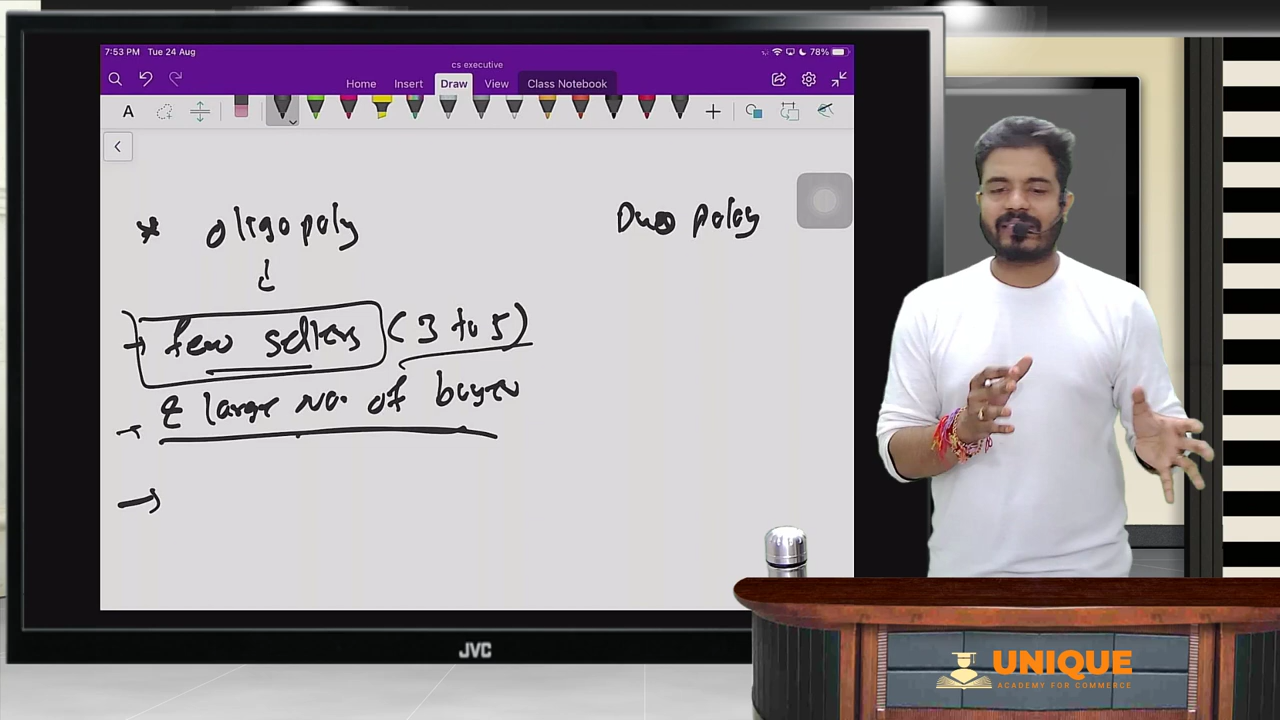 7:53 PM Tue 24 Aug
78%
cs executive
Home Insert Draw View Class Notebook
A
* oligopoly
Duo poloy
→ few sellers (3 to 5)
& large no. of buyer
→
→
JVC
UNIQUE
ACADEMY FOR COMMERCE